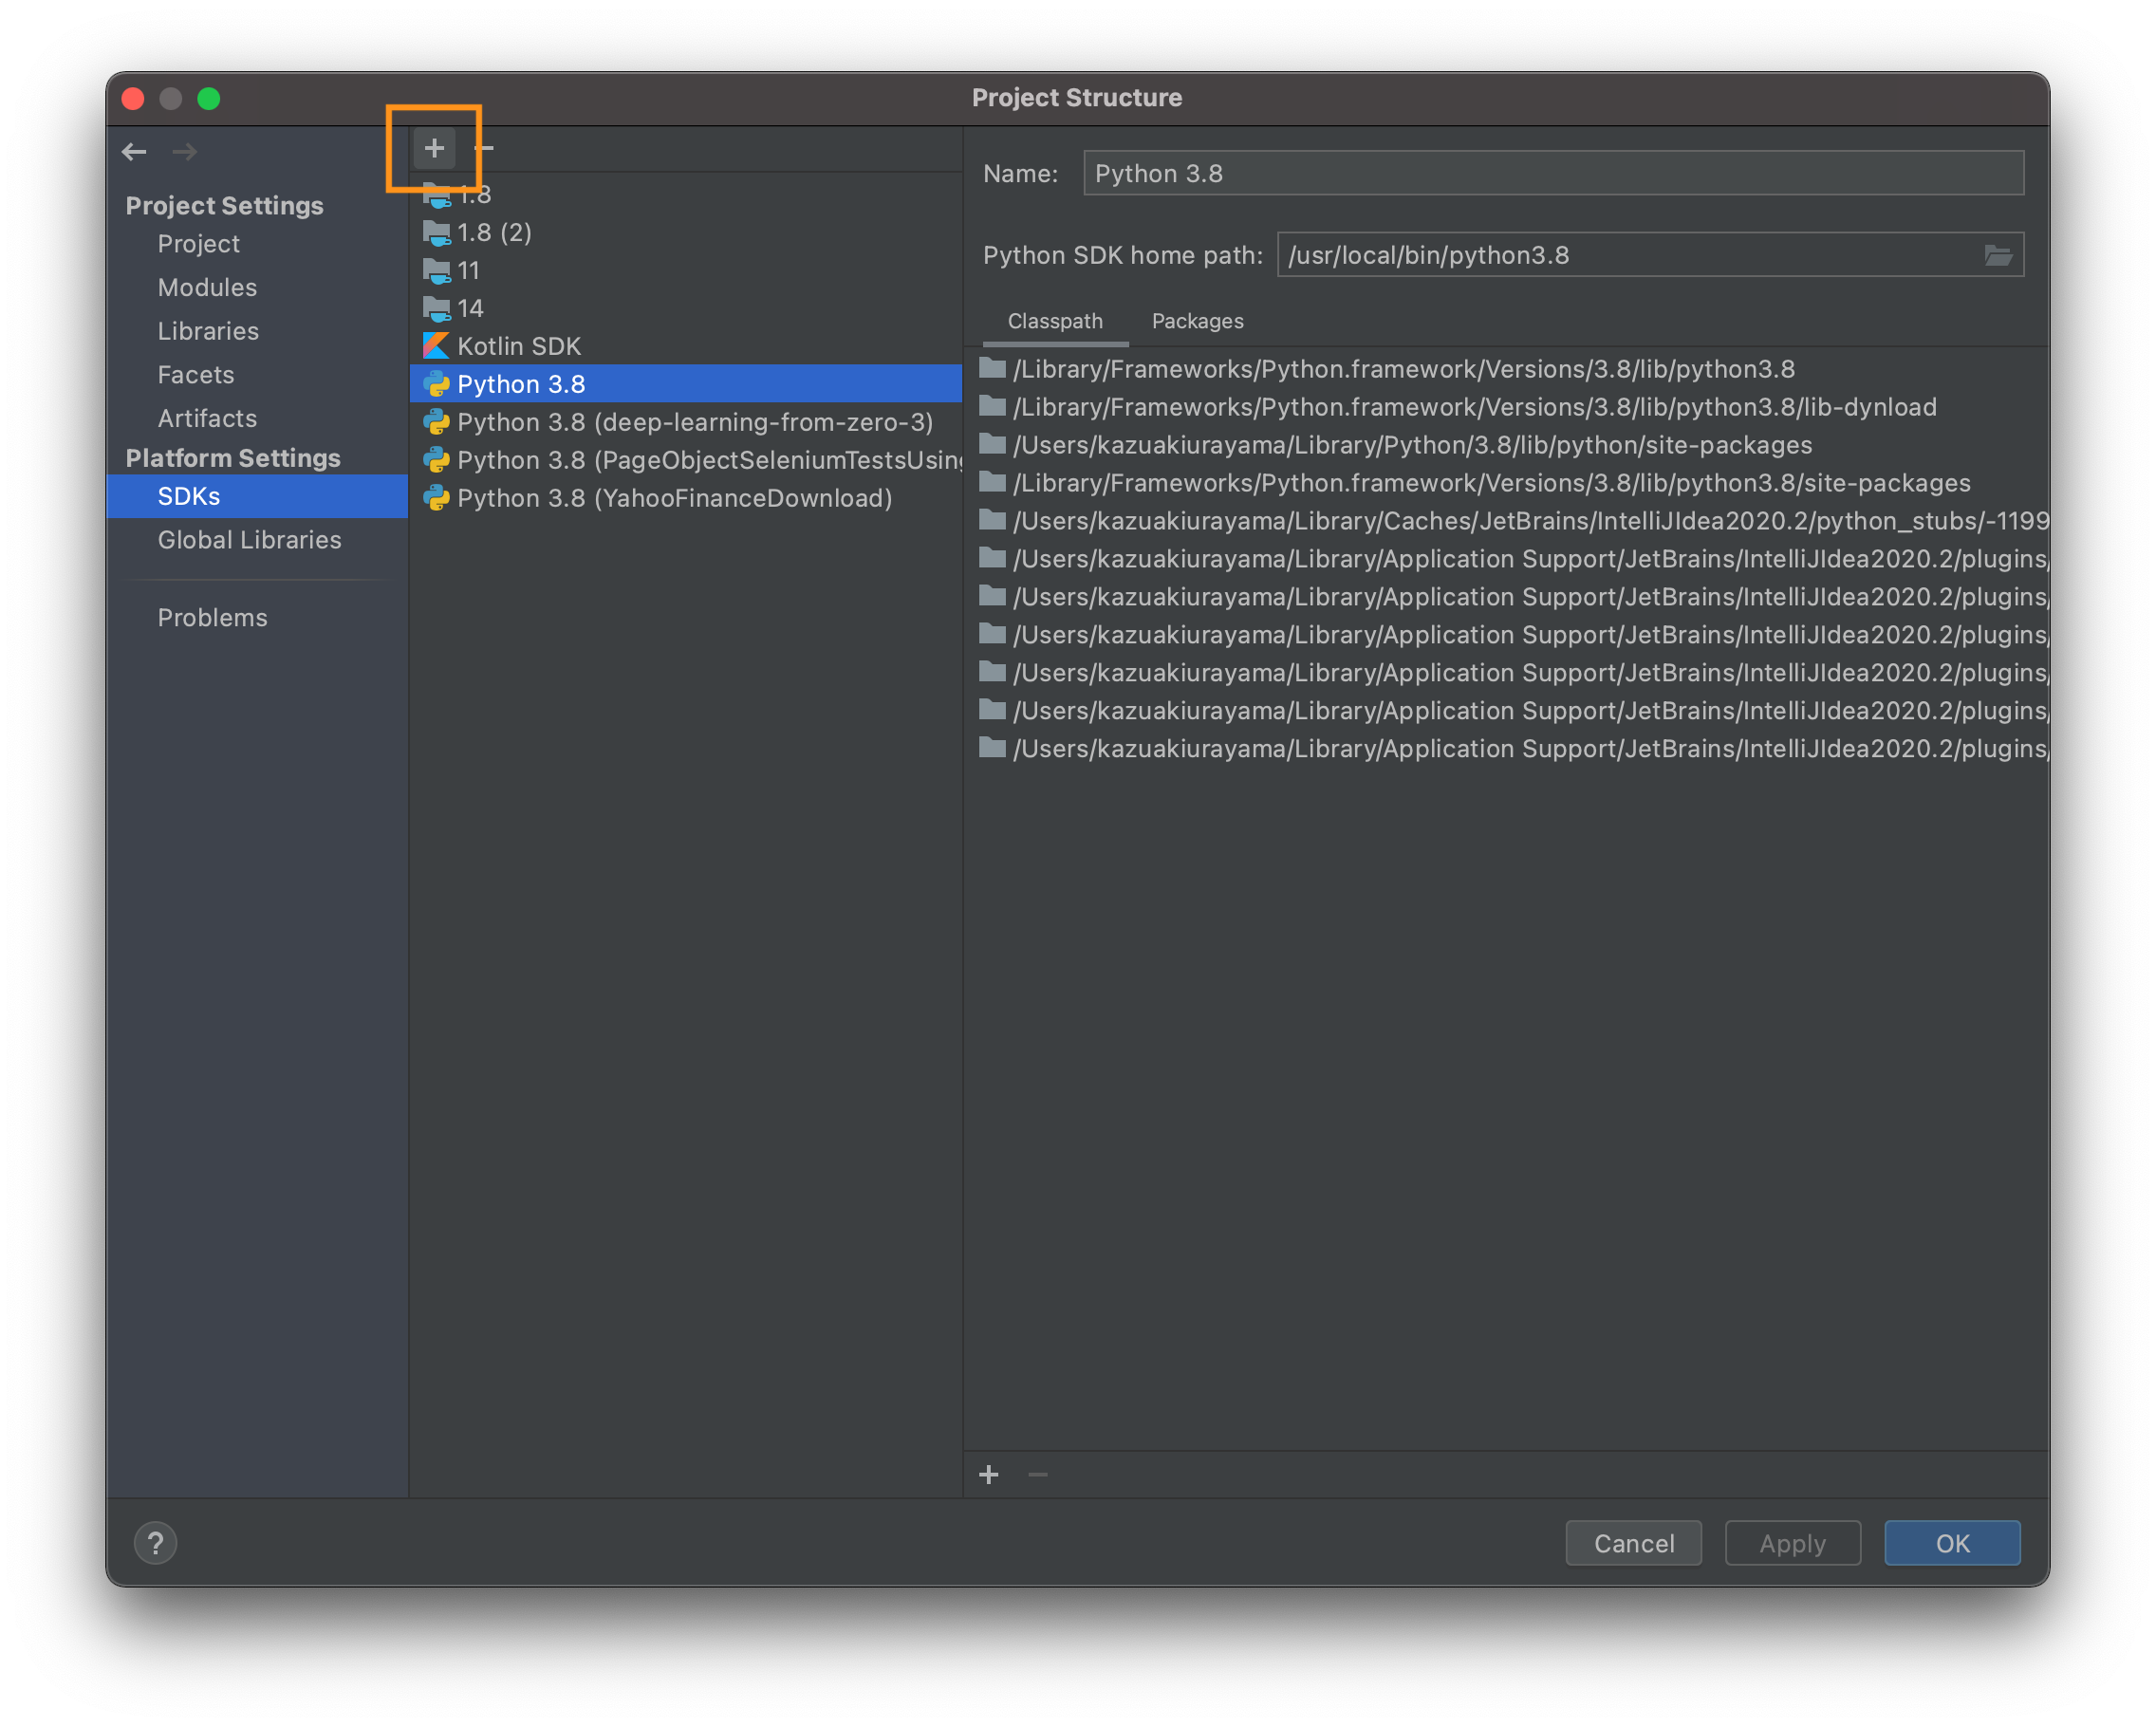 Project Structure
Project Settings
Project
Modules
Libraries
Facets
Artifacts
Platform Settings
SDKs
Global Libraries
Problems
1.8
1.8 (2)
11
14
Kotlin SDK
Python 3.8
Python 3.8 (deep-learning-from-zero-3)
Python 3.8 (PageObjectSeleniumTestsUsing
Python 3.8 (YahooFinanceDownload)
Name: Python 3.8
Python SDK home path: /usr/local/bin/python3.8
Classpath Packages
/Library/Frameworks/Python.framework/Versions/3.8/lib/python3.8
/Library/Frameworks/Python.framework/Versions/3.8/lib/python3.8/lib-dynload
/Users/kazuakiurayama/Library/Python/3.8/lib/python/site-packages
/Library/Frameworks/Python.framework/Versions/3.8/lib/python3.8/site-packages
/Users/kazuakiurayama/Library/Caches/JetBrains/IntelliJIdea2020.2/python_stubs/-1199
/Users/kazuakiurayama/Library/Application Support/JetBrains/IntelliJIdea2020.2/plugins/
/Users/kazuakiurayama/Library/Application Support/JetBrains/IntelliJIdea2020.2/plugins/
/Users/kazuakiurayama/Library/Application Support/JetBrains/IntelliJIdea2020.2/plugins/
/Users/kazuakiurayama/Library/Application Support/JetBrains/IntelliJIdea2020.2/plugins/
/Users/kazuakiurayama/Library/Application Support/JetBrains/IntelliJIdea2020.2/plugins/
/Users/kazuakiurayama/Library/Application Support/JetBrains/IntelliJIdea2020.2/plugins/
? Cancel Apply OK